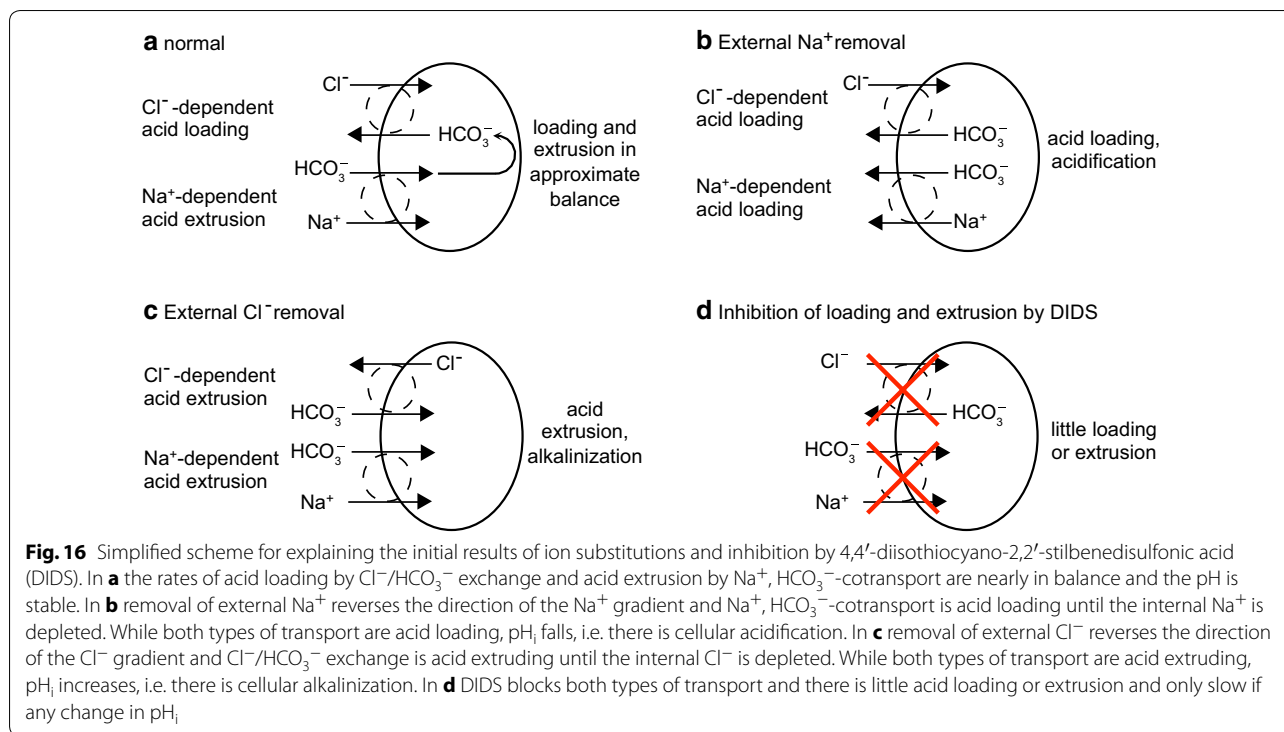 a normal
Cl⁻
Cl⁻-dependent
acid loading
HCO₃⁻
HCO₃⁻
Na⁺-dependent
acid extrusion
Na⁺
loading and
extrusion in
approximate
balance
b External Na⁺removal
Cl⁻
Cl⁻-dependent
acid loading
HCO₃⁻
HCO₃⁻
Na⁺-dependent
acid loading
Na⁺
acid loading,
acidification
c External Cl⁻removal
Cl⁻
Cl⁻-dependent
acid extrusion
HCO₃⁻
HCO₃⁻
Na⁺-dependent
acid extrusion
Na⁺
acid
extrusion,
alkalinization
d Inhibition of loading and extrusion by DIDS
Cl⁻
HCO₃⁻
HCO₃⁻
Na⁺
little loading
or extrusion
Fig. 16 Simplified scheme for explaining the initial results of ion substitutions and inhibition by 4,4′-diisothiocyano-2,2′-stilbenedisulfonic acid
(DIDS). In a the rates of acid loading by Cl⁻/HCO₃⁻ exchange and acid extrusion by Na⁺, HCO₃⁻-cotransport are nearly in balance and the pH is
stable. In b removal of external Na⁺ reverses the direction of the Na⁺ gradient and Na⁺, HCO₃⁻-cotransport is acid loading until the internal Na⁺ is
depleted. While both types of transport are acid loading, pHᵢ falls, i.e. there is cellular acidification. In c removal of external Cl⁻ reverses the direction
of the Cl⁻ gradient and Cl⁻/HCO₃⁻ exchange is acid extruding until the internal Cl⁻ is depleted. While both types of transport are acid extruding,
pHᵢ increases, i.e. there is cellular alkalinization. In d DIDS blocks both types of transport and there is little acid loading or extrusion and only slow if
any change in pHᵢ